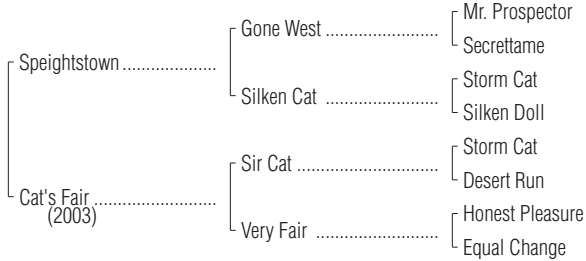 Mr. Prospector
Gone West ..........................
Secrettame
Speightstown ......................
Storm Cat
Silken Cat ..........................
Silken Doll
Storm Cat
Sir Cat ................................
Desert Run
Cat's Fair ............................
(2003)
Honest Pleasure
Very Fair ............................
Equal Change